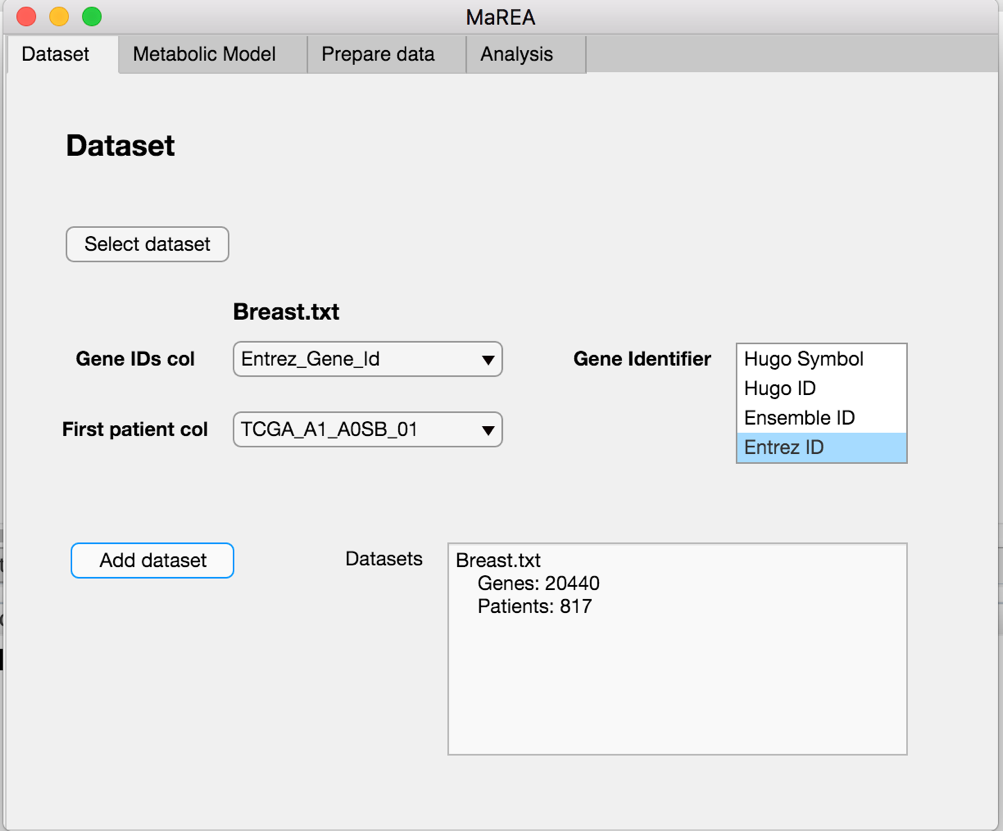 MaREA
Dataset
Metabolic Model
Prepare data
Analysis
Dataset
Select dataset
Breast.txt
Gene IDs col
Entrez_Gene_Id
Gene Identifier
Hugo Symbol
Hugo ID
Ensemble ID
Entrez ID
First patient col
TCGA_A1_A0SB_01
Add dataset
Datasets
Breast.txt
Genes: 20440
Patients: 817